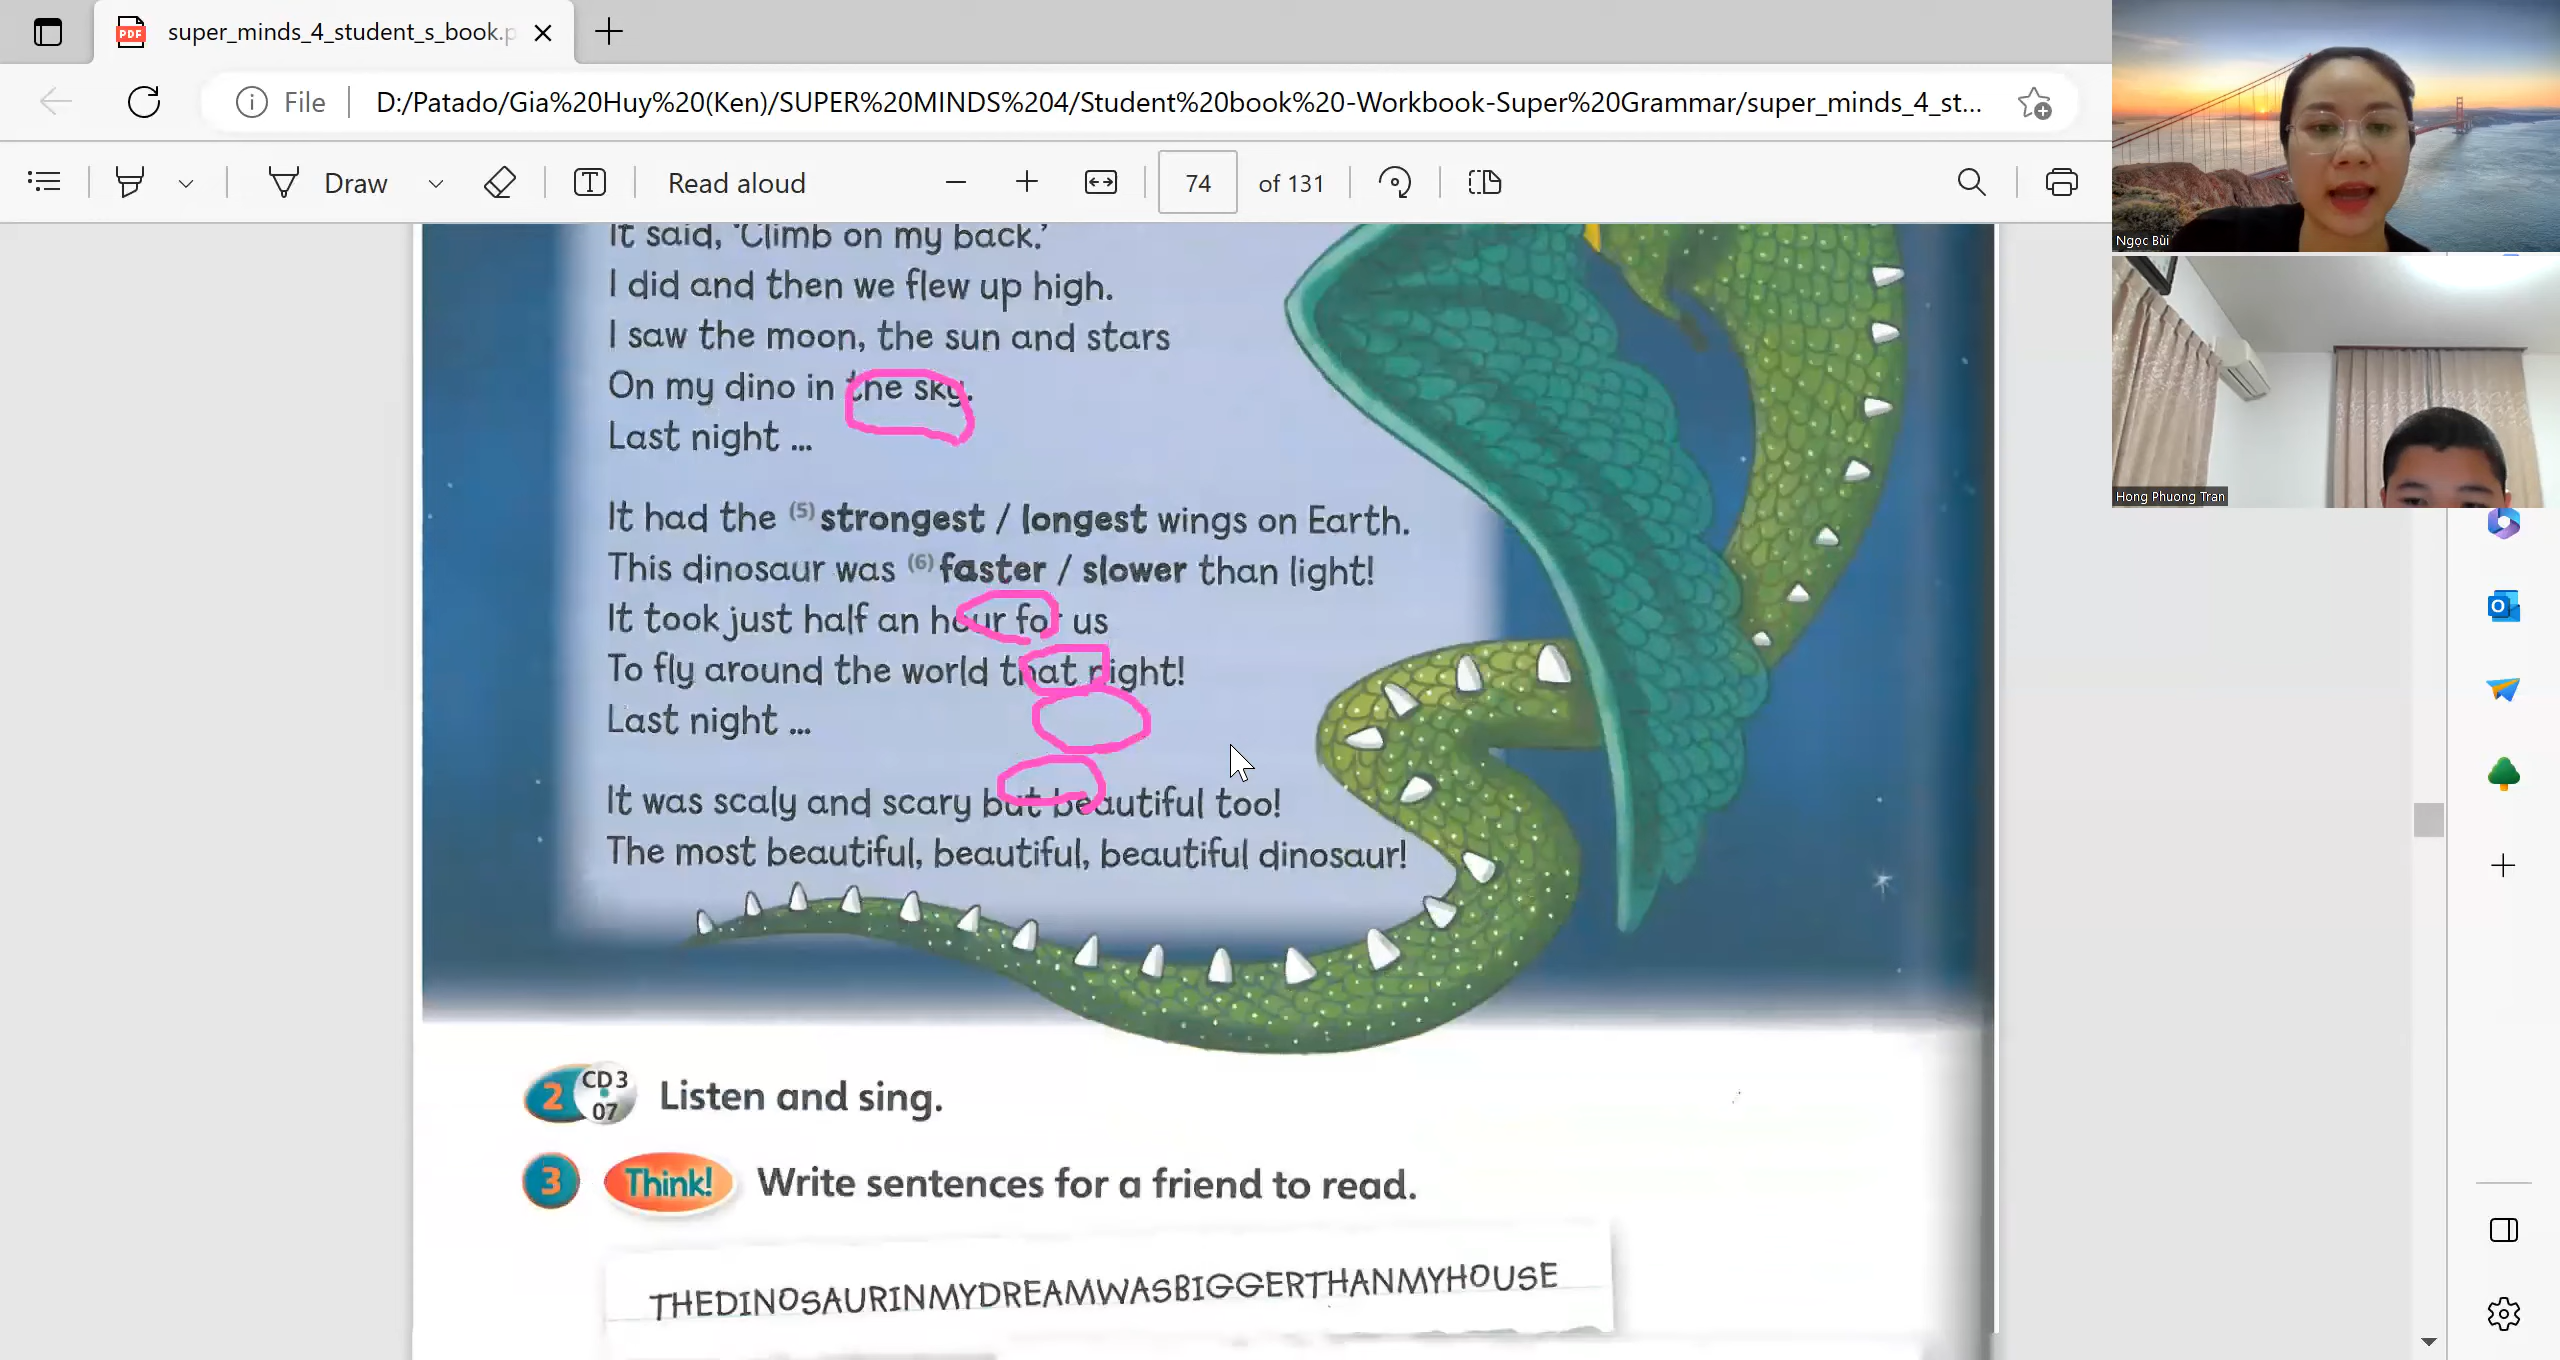 super_minds_4_student_s_book.p
File
D:/Patado/Gia%20Huy%20(Ken)/SUPER%20MINDS%204/Student%20book%20-Workbook-Super%20Grammar/super_minds_4_st...
Draw
Read aloud
74 of 131
Ngọc Bùi
Hong Phuong Tran
It said, 'Climb on my back.'
I did and then we flew up high.
I saw the moon, the sun and stars
On my dino in the sky.
Last night ...
It had the (5) strongest / longest wings on Earth.
This dinosaur was (6) faster / slower than light!
It took just half an hour for us
To fly around the world that night!
Last night ...
It was scaly and scary but beautiful too!
The most beautiful, beautiful, beautiful dinosaur!
2 CD 3 07 Listen and sing.
3 Think! Write sentences for a friend to read.
THEDINOSAURINMYDREAMWASBIGGERTHANMYHOUSE